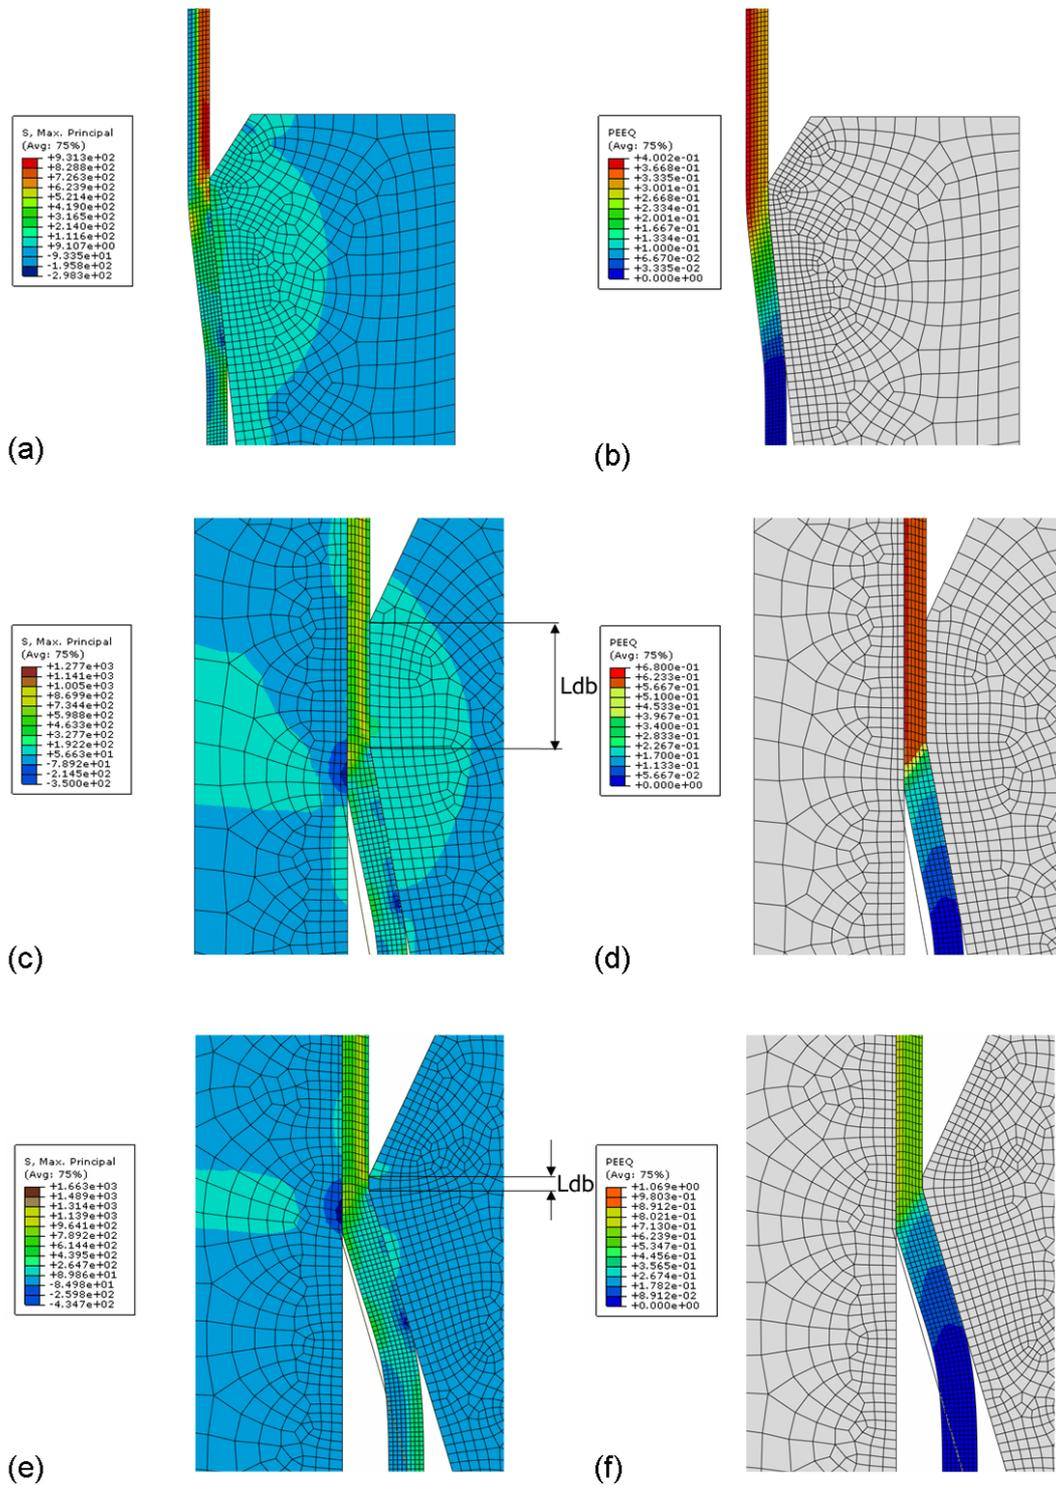 S, Max. Principal
(Avg: 75%)
+9.313e+02
+8.288e+02
+7.263e+02
+6.239e+02
+5.214e+02
+4.190e+02
+3.165e+02
+2.140e+02
+1.116e+02
+9.107e+00
-9.335e+01
-1.958e+02
-2.983e+02
(a)
PEEQ
(Avg: 75%)
+4.002e-01
+3.668e-01
+3.335e-01
+3.001e-01
+2.668e-01
+2.334e-01
+2.001e-01
+1.667e-01
+1.334e-01
+1.000e-01
+6.670e-02
+3.335e-02
+0.000e+00
(b)
S, Max. Principal
(Avg: 75%)
+1.277e+03
+1.141e+03
+1.005e+03
+8.699e+02
+7.344e+02
+5.988e+02
+4.633e+02
+3.277e+02
+1.922e+02
+5.663e+01
-7.892e+01
-2.145e+02
-3.500e+02
Ldb
(c)
PEEQ
(Avg: 75%)
+6.800e-01
+6.233e-01
+5.667e-01
+5.100e-01
+4.533e-01
+3.967e-01
+3.400e-01
+2.833e-01
+2.267e-01
+1.700e-01
+1.133e-01
+5.667e-02
+0.000e+00
(d)
S, Max. Principal
(Avg: 75%)
+1.663e+03
+1.489e+03
+1.314e+03
+1.139e+03
+9.641e+02
+7.892e+02
+6.144e+02
+4.395e+02
+2.647e+02
+8.986e+01
-8.498e+01
-2.598e+02
-4.347e+02
Ldb
(e)
PEEQ
(Avg: 75%)
+1.069e+00
+9.803e-01
+8.912e-01
+8.021e-01
+7.130e-01
+6.239e-01
+5.347e-01
+4.456e-01
+3.565e-01
+2.674e-01
+1.782e-01
+8.912e-02
+0.000e+00
(f)